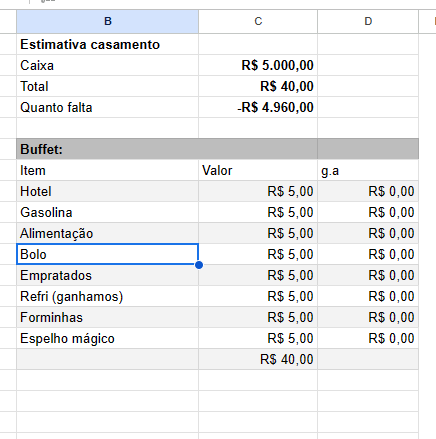 B C D
Estimativa casamento
Caixa R$ 5.000,00
Total R$ 40,00
Quanto falta -R$ 4.960,00
Buffet:
Item Valor g.a
Hotel R$ 5,00 R$ 0,00
Gasolina R$ 5,00 R$ 0,00
Alimentação R$ 5,00 R$ 0,00
Bolo R$ 5,00 R$ 0,00
Empratados R$ 5,00 R$ 0,00
Refri (ganhamos) R$ 5,00 R$ 0,00
Forminhas R$ 5,00 R$ 0,00
Espelho mágico R$ 5,00 R$ 0,00
R$ 40,00